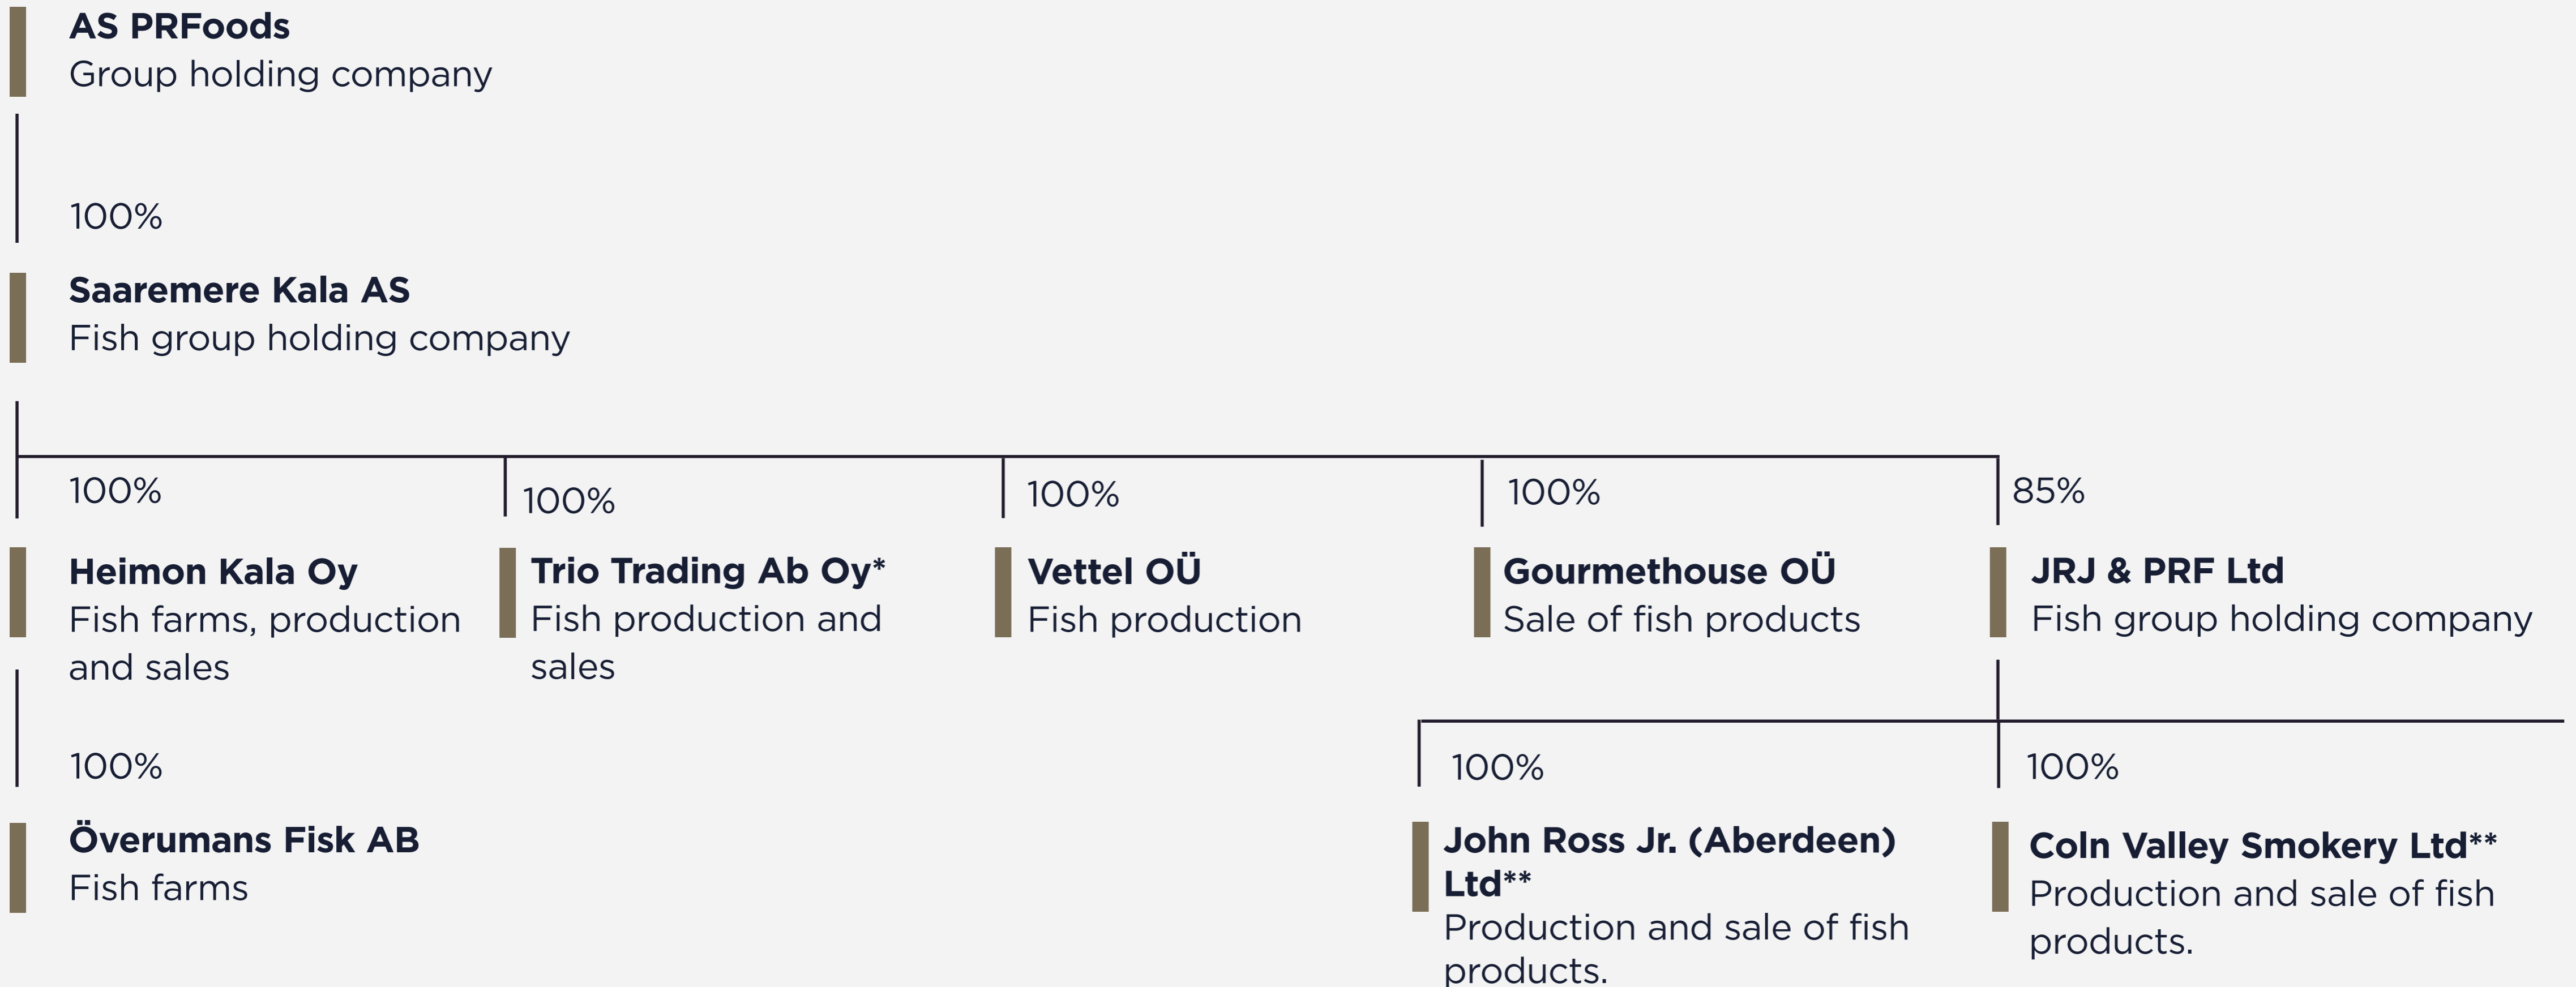 AS PRFoods
Group holding company
100%
Saaremere Kala AS
Fish group holding company
100%
100%
100%
100%
85%
Heimon Kala Oy
Fish farms, production
and sales
Trio Trading Ab Oy*
Fish production and
sales
Vettel OÜ
Fish production
Gourmethouse OÜ
Sale of fish products
JRJ & PRF Ltd
Fish group holding company
100%
100%
100%
Överumans Fisk AB
Fish farms
John Ross Jr. (Aberdeen)
Ltd**
Production and sale of fish
products.
Coln Valley Smokery Ltd**
Production and sale of fish
products.